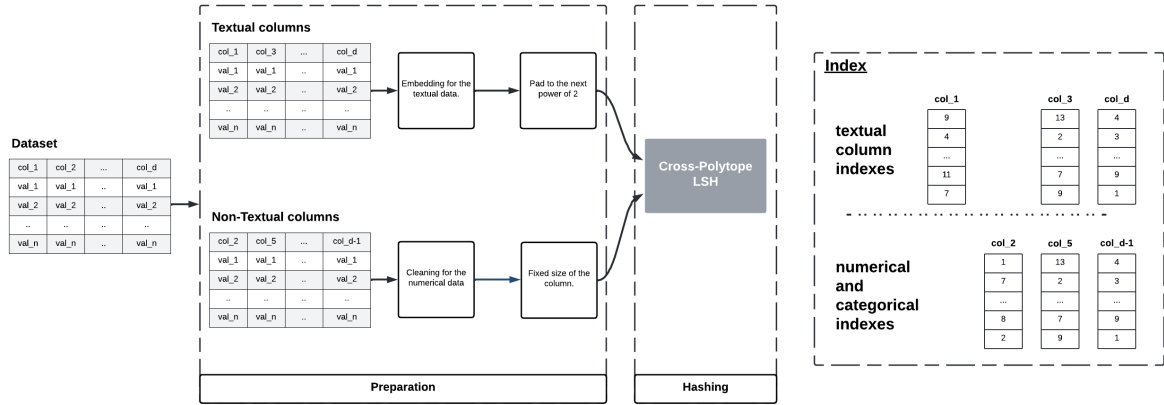 Dataset
col_1 col_2 ... col_d
val_1 val_1 .. val_1
val_2 val_2 .. val_2
.. .. .. ..
val_n val_n .. val_n
Textual columns
col_1 col_3 ... col_d
val_1 val_1 .. val_1
val_2 val_2 .. val_2
.. .. .. ..
val_n val_n .. val_n
Embedding for the
textual data.
Pad to the next
power of 2
Non-Textual columns
col_2 col_5 ... col_d-1
val_1 val_1 .. val_1
val_2 val_2 .. val_2
.. .. .. ..
val_n val_n .. val_n
Cleaning for the
numerical data
Fixed size of the
column.
Preparation
Cross-Polytope
LSH
Hashing
Index
textual
column
indexes
col_1 col_3 col_d
9 13 4
4 2 3
... ... ...
11 7 9
7 9 1
numerical
and
categorical
indexes
col_2 col_5 col_d-1
1 13 4
7 2 3
... ... ...
8 7 9
2 9 1